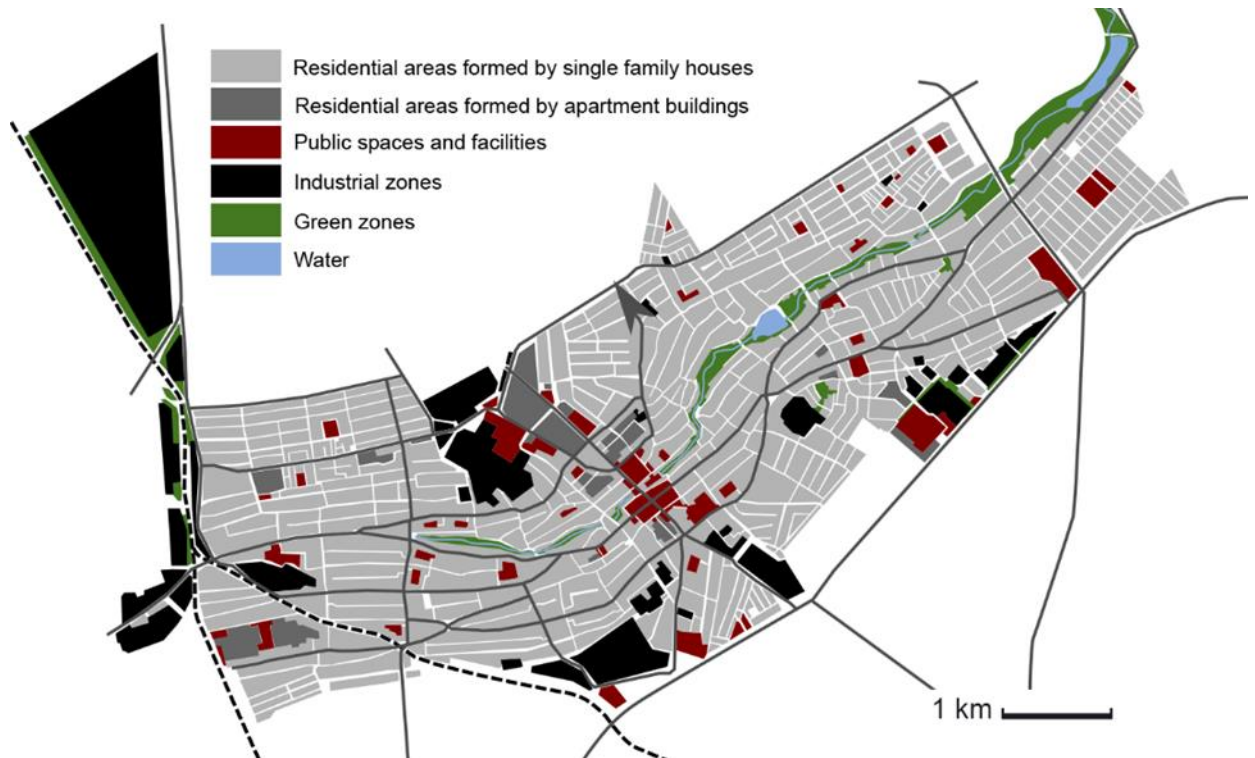 Residential areas formed by single family houses
Residential areas formed by apartment buildings
Public spaces and facilities
Industrial zones
Green zones
Water
1 km